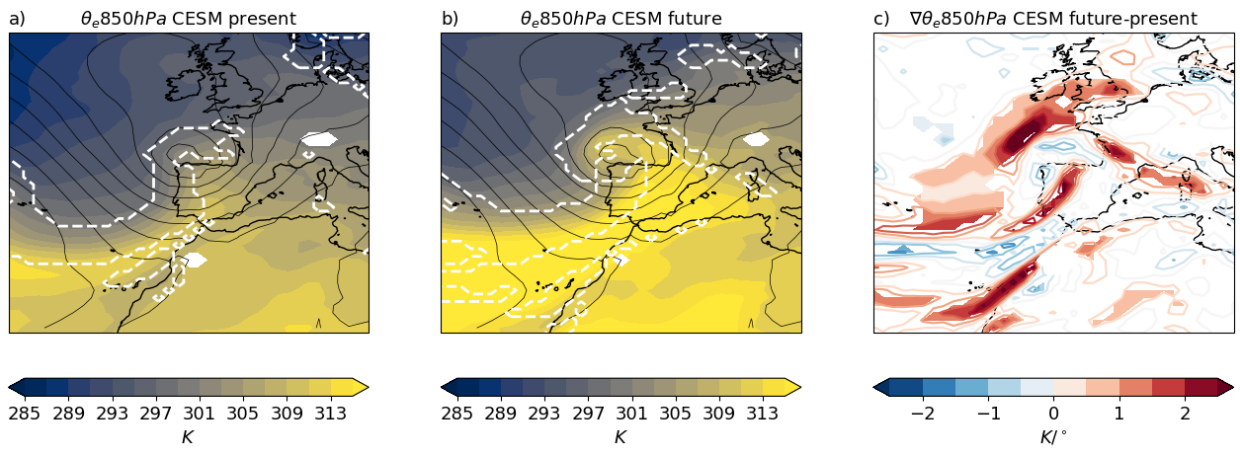 a) θₑ850hPa CESM present
b) θₑ850hPa CESM future
c) ∇θₑ850hPa CESM future-present
285 289 293 297 301 305 309 313
K
285 289 293 297 301 305 309 313
K
−2 −1 0 1 2
K/°